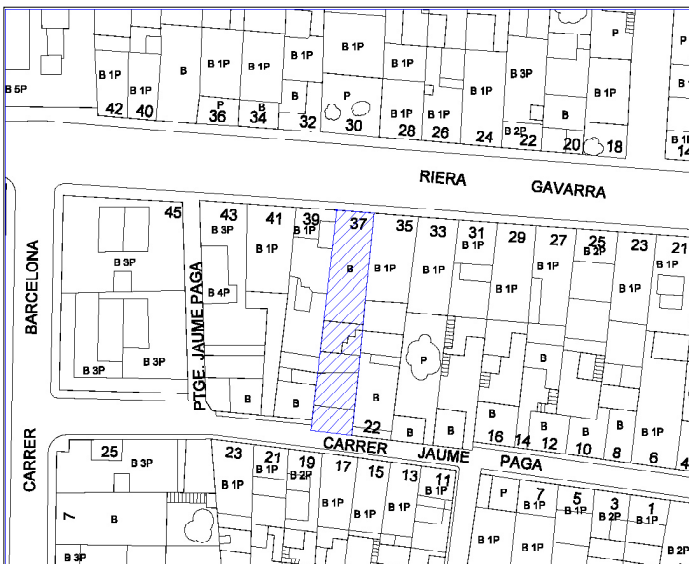 B 5P
B 1P
42
B 1P
40
B
B 1P
P
36
B 1P
B
34
B 1P
B
32
B 1P
P
30
B 1P
B 1P
28
B 1P
26
B 1P
24
B 3P
B 2P
22
B
20
B 1P
18
P
P
14
RIERA GAVARRA
45
43
41
39
37
35
33
31
29
27
25
23
21
B 3P
B 3P
B 3P
B 3P
B 4P
B
B 1P
B 1P
B
B
B 1P
B
22
B 1P
P
B
B
B 1P
B 1P
B
16
14
B 1P
B
B
12
B 2P
B
10
B 1P
B
8
B 1P
B 1P
6
4
PTGE. JAUME PAGA
BARCELONA
CARRER
CARRER JAUME PAGA
25
B 3P
7
B
B 3P
23
B 1P
21
B 1P
19
B 2P
17
B 1P
15
B 1P
13
B 1P
11
B 1P
P
B 1P
7
B 1P
B 1P
5
B 1P
3
B 2P
1
B 1P
B 2P